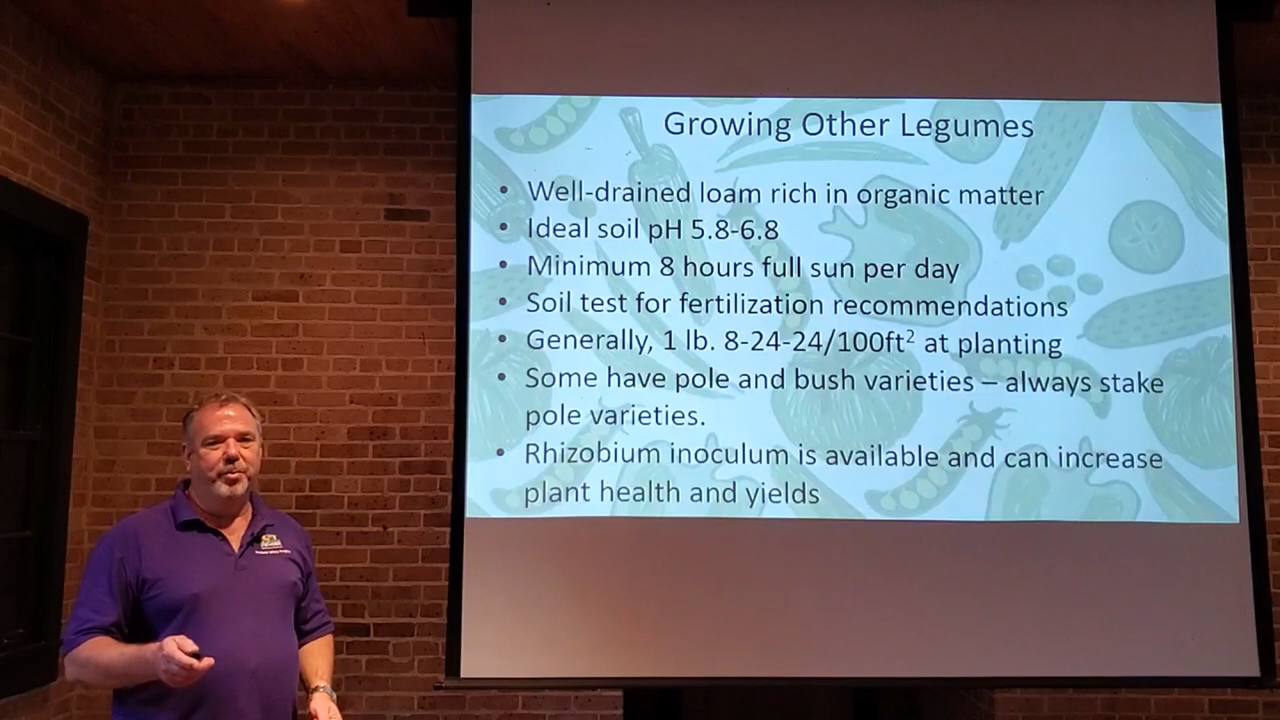 Growing Other Legumes
• Well-drained loam rich in organic matter
• Ideal soil pH 5.8-6.8
• Minimum 8 hours full sun per day
• Soil test for fertilization recommendations
• Generally, 1 lb. 8-24-24/100ft² at planting
• Some have pole and bush varieties – always stake
pole varieties.
• Rhizobium inoculum is available and can increase
plant health and yields